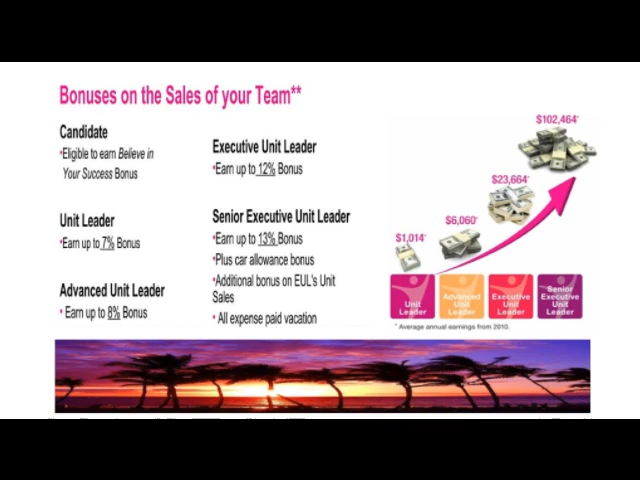 Bonuses on the Sales of your Team**
Candidate
•Eligible to earn Believe in
Your Success Bonus
Unit Leader
•Earn up to 7% Bonus
Advanced Unit Leader
• Earn up to 8% Bonus
Executive Unit Leader
•Earn up to 12% Bonus
Senior Executive Unit Leader
•Earn up to 13% Bonus
•Plus car allowance bonus
•Additional bonus on EUL's Unit
Sales
• All expense paid vacation
$102,464*
$23,664*
$6,060*
$1,014*
Unit
Leader
Advanced
Unit
Leader
Executive
Unit
Leader
Senior
Executive
Unit
Leader
* Average annual earnings from 2010.